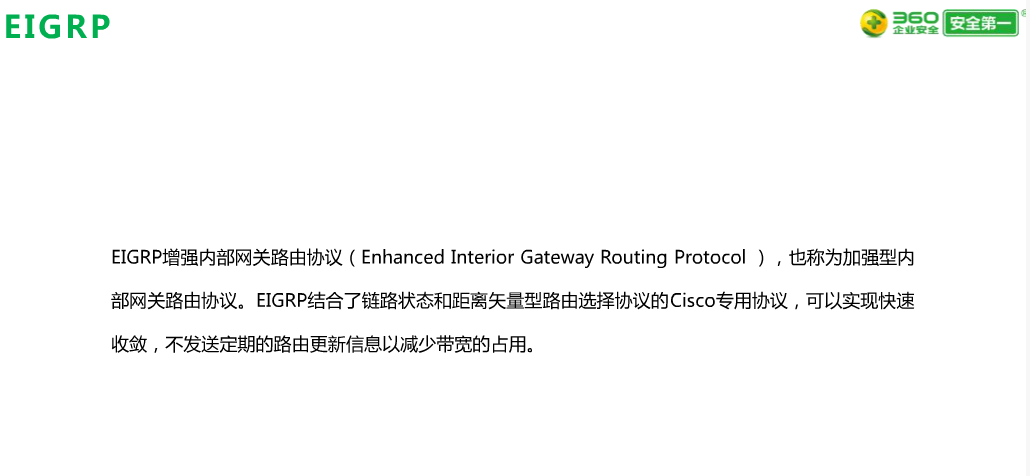 EIGRP
360
企业安全
安全第一
EIGRP增强内部网关路由协议（Enhanced Interior Gateway Routing Protocol ），也称为加强型内
部网关路由协议。EIGRP结合了链路状态和距离矢量型路由选择协议的Cisco专用协议，可以实现快速
收敛，不发送定期的路由更新信息以减少带宽的占用。